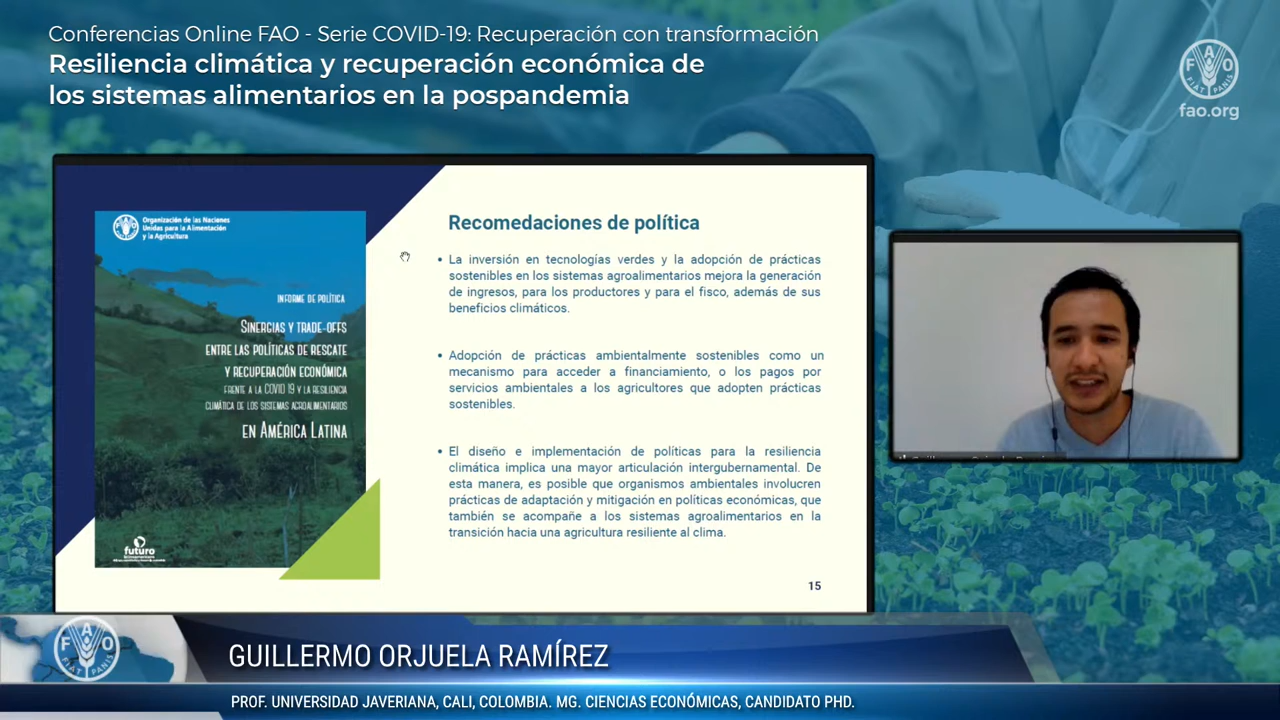 Conferencias Online FAO - Serie COVID-19: Recuperación con transformación
Resiliencia climática y recuperación económica de
los sistemas alimentarios en la pospandemia
FAO
FIAT PANIS
fao.org
Organización de las Naciones
Unidas para la Alimentación
y la Agricultura
INFORME DE POLÍTICA
SINERGIAS Y TRADE-OFFS
ENTRE LAS POLÍTICAS DE RESCATE
Y RECUPERACIÓN ECONÓMICA
FRENTE A LA COVID 19 Y LA RESILIENCIA
CLIMÁTICA DE LOS SISTEMAS AGROALIMENTARIOS
EN AMÉRICA LATINA
futuro
Recomedaciones de política
• La inversión en tecnologías verdes y la adopción de prácticas
sostenibles en los sistemas agroalimentarios mejora la generación
de ingresos, para los productores y para el fisco, además de sus
beneficios climáticos.
• Adopción de prácticas ambientalmente sostenibles como un
mecanismo para acceder a financiamiento, o los pagos por
servicios ambientales a los agricultores que adopten prácticas
sostenibles.
• El diseño e implementación de políticas para la resiliencia
climática implica una mayor articulación intergubernamental. De
esta manera, es posible que organismos ambientales involucren
prácticas de adaptación y mitigación en políticas económicas, que
también se acompañe a los sistemas agroalimentarios en la
transición hacia una agricultura resiliente al clima.
15
FAO
FIAT PANIS
GUILLERMO ORJUELA RAMÍREZ
PROF. UNIVERSIDAD JAVERIANA, CALI, COLOMBIA. MG. CIENCIAS ECONÓMICAS, CANDIDATO PHD.